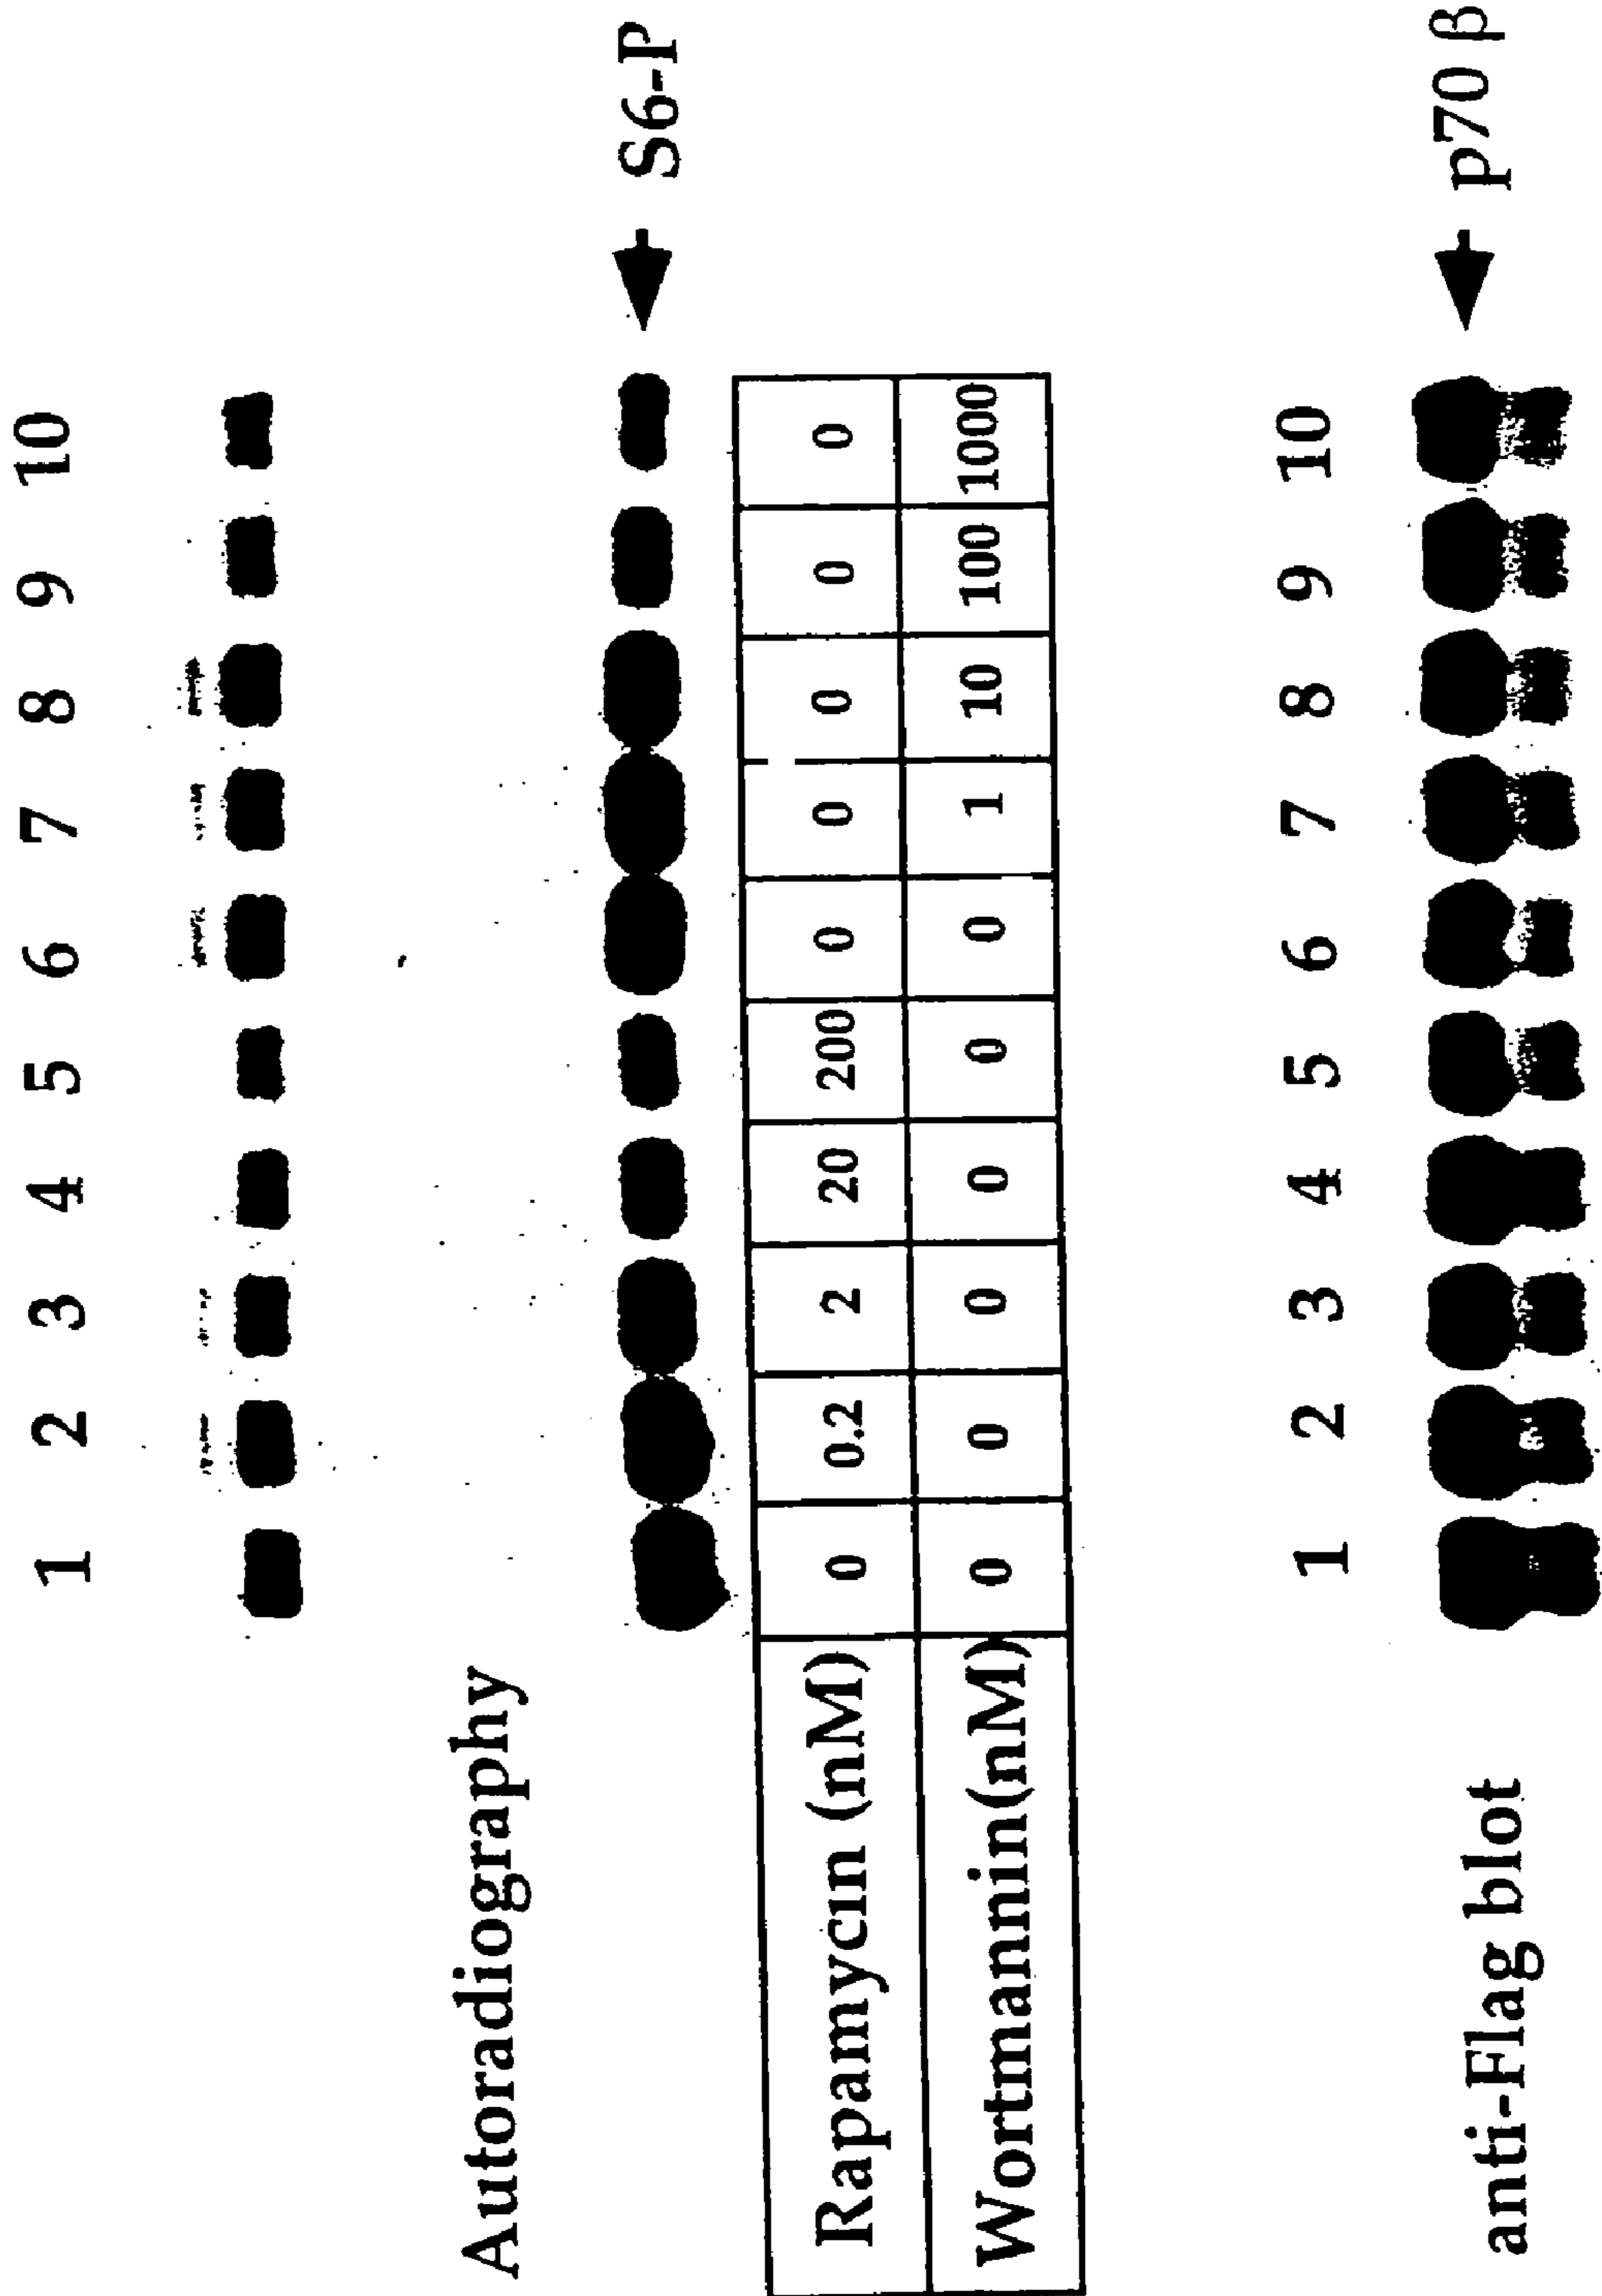 1 2 3 4 5 6 7 8 9 10
Autoradiography
S6-P
Rapamycin (nM) 0 0.2 2 20 200 0 0 0 0 0
Wortmannin(nM) 0 0 0 0 0 0 1 10 100 1000
1 2 3 4 5 6 7 8 9 10
anti-Flag blot p70 β